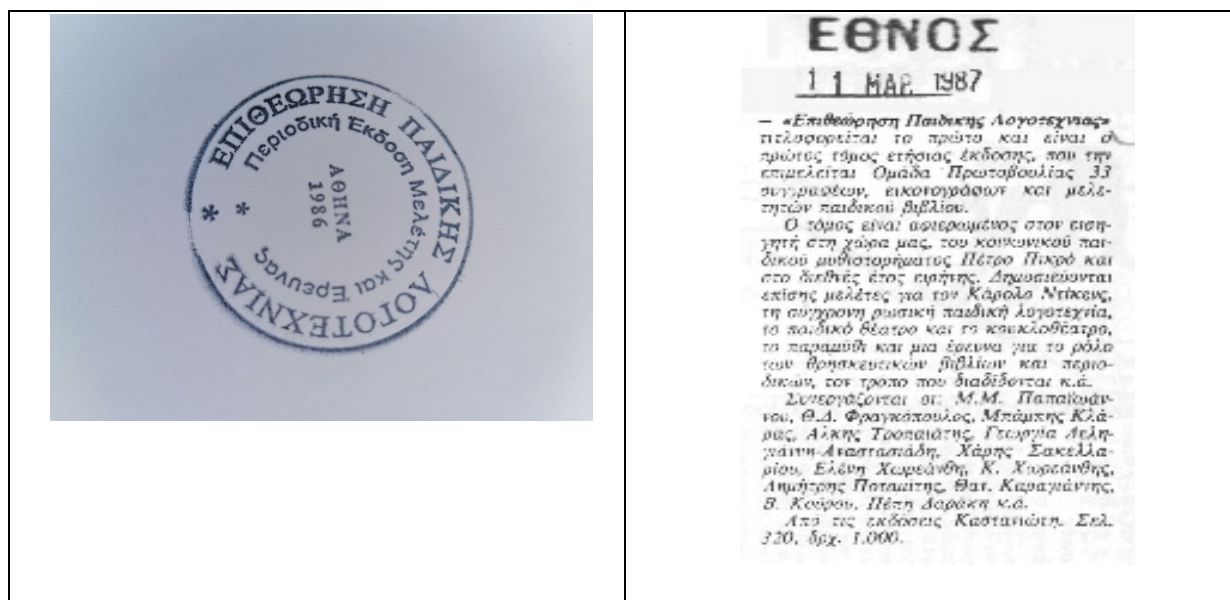 ΕΠΙΘΕΩΡΗΣΗ ΠΑΙΔΙΚΗΣ ΛΟΓΟΤΕΧΝΙΑΣ
Περιοδική Έκδοση Μελέτης και Έρευνας
ΑΘΗΝΑ
1986
* *
ΕΘΝΟΣ
11 ΜΑΡ. 1987
— «Επιθεώρηση Παιδικής Λογοτεχνίας»
τιτλοφορείται το πρώτο και είναι ο
πρώτος τόμος ετήσιας έκδοσης, που την
επιμελείται Ομάδα Πρωτοβουλίας 33
συγγραφέων, εικονογράφων και μελε-
τητών παιδικού βιβλίου.
Ο τόμος είναι αφιερωμένος στον ειση-
γητή στη χώρα μας, του κοινωνικού παι-
δικού μυθιστορήματος Πέτρο Πικρό και
στο διεθνές έτος ειρήνης. Δημοσιεύονται
επίσης μελέτες για τον Κάρολο Ντίκενς,
τη σύγχρονη ρωσική παιδική λογοτεχνία,
το παιδικό θέατρο και το κουκλοθέατρο,
το παραμύθι και μια έρευνα για το ρόλο
των θρησκευτικών βιβλίων και περιο-
δικών, τον τρόπο που διαδίδονται κ.ά.
Συνεργάζονται οι: Μ.Μ. Παπαϊωάν-
νου, Θ.Δ. Φραγκόπουλος, Μπάμπης Κλά-
ρας, Άλκης Τροπαιάτης, Γεωργία Δελη-
γιάννη-Αναστασιάδη, Χάρης Σακελλα-
ρίου, Ελένη Χωρεάνθη, Κ. Χωρεάνθης,
Δημήτρης Ποταμίτης, Θαν. Καραγιάννης,
Β. Κούρου, Πέπη Δαράκη κ.ά.
Από τις εκδόσεις Καστανιώτη. Σελ.
320, δρχ. 1.000.